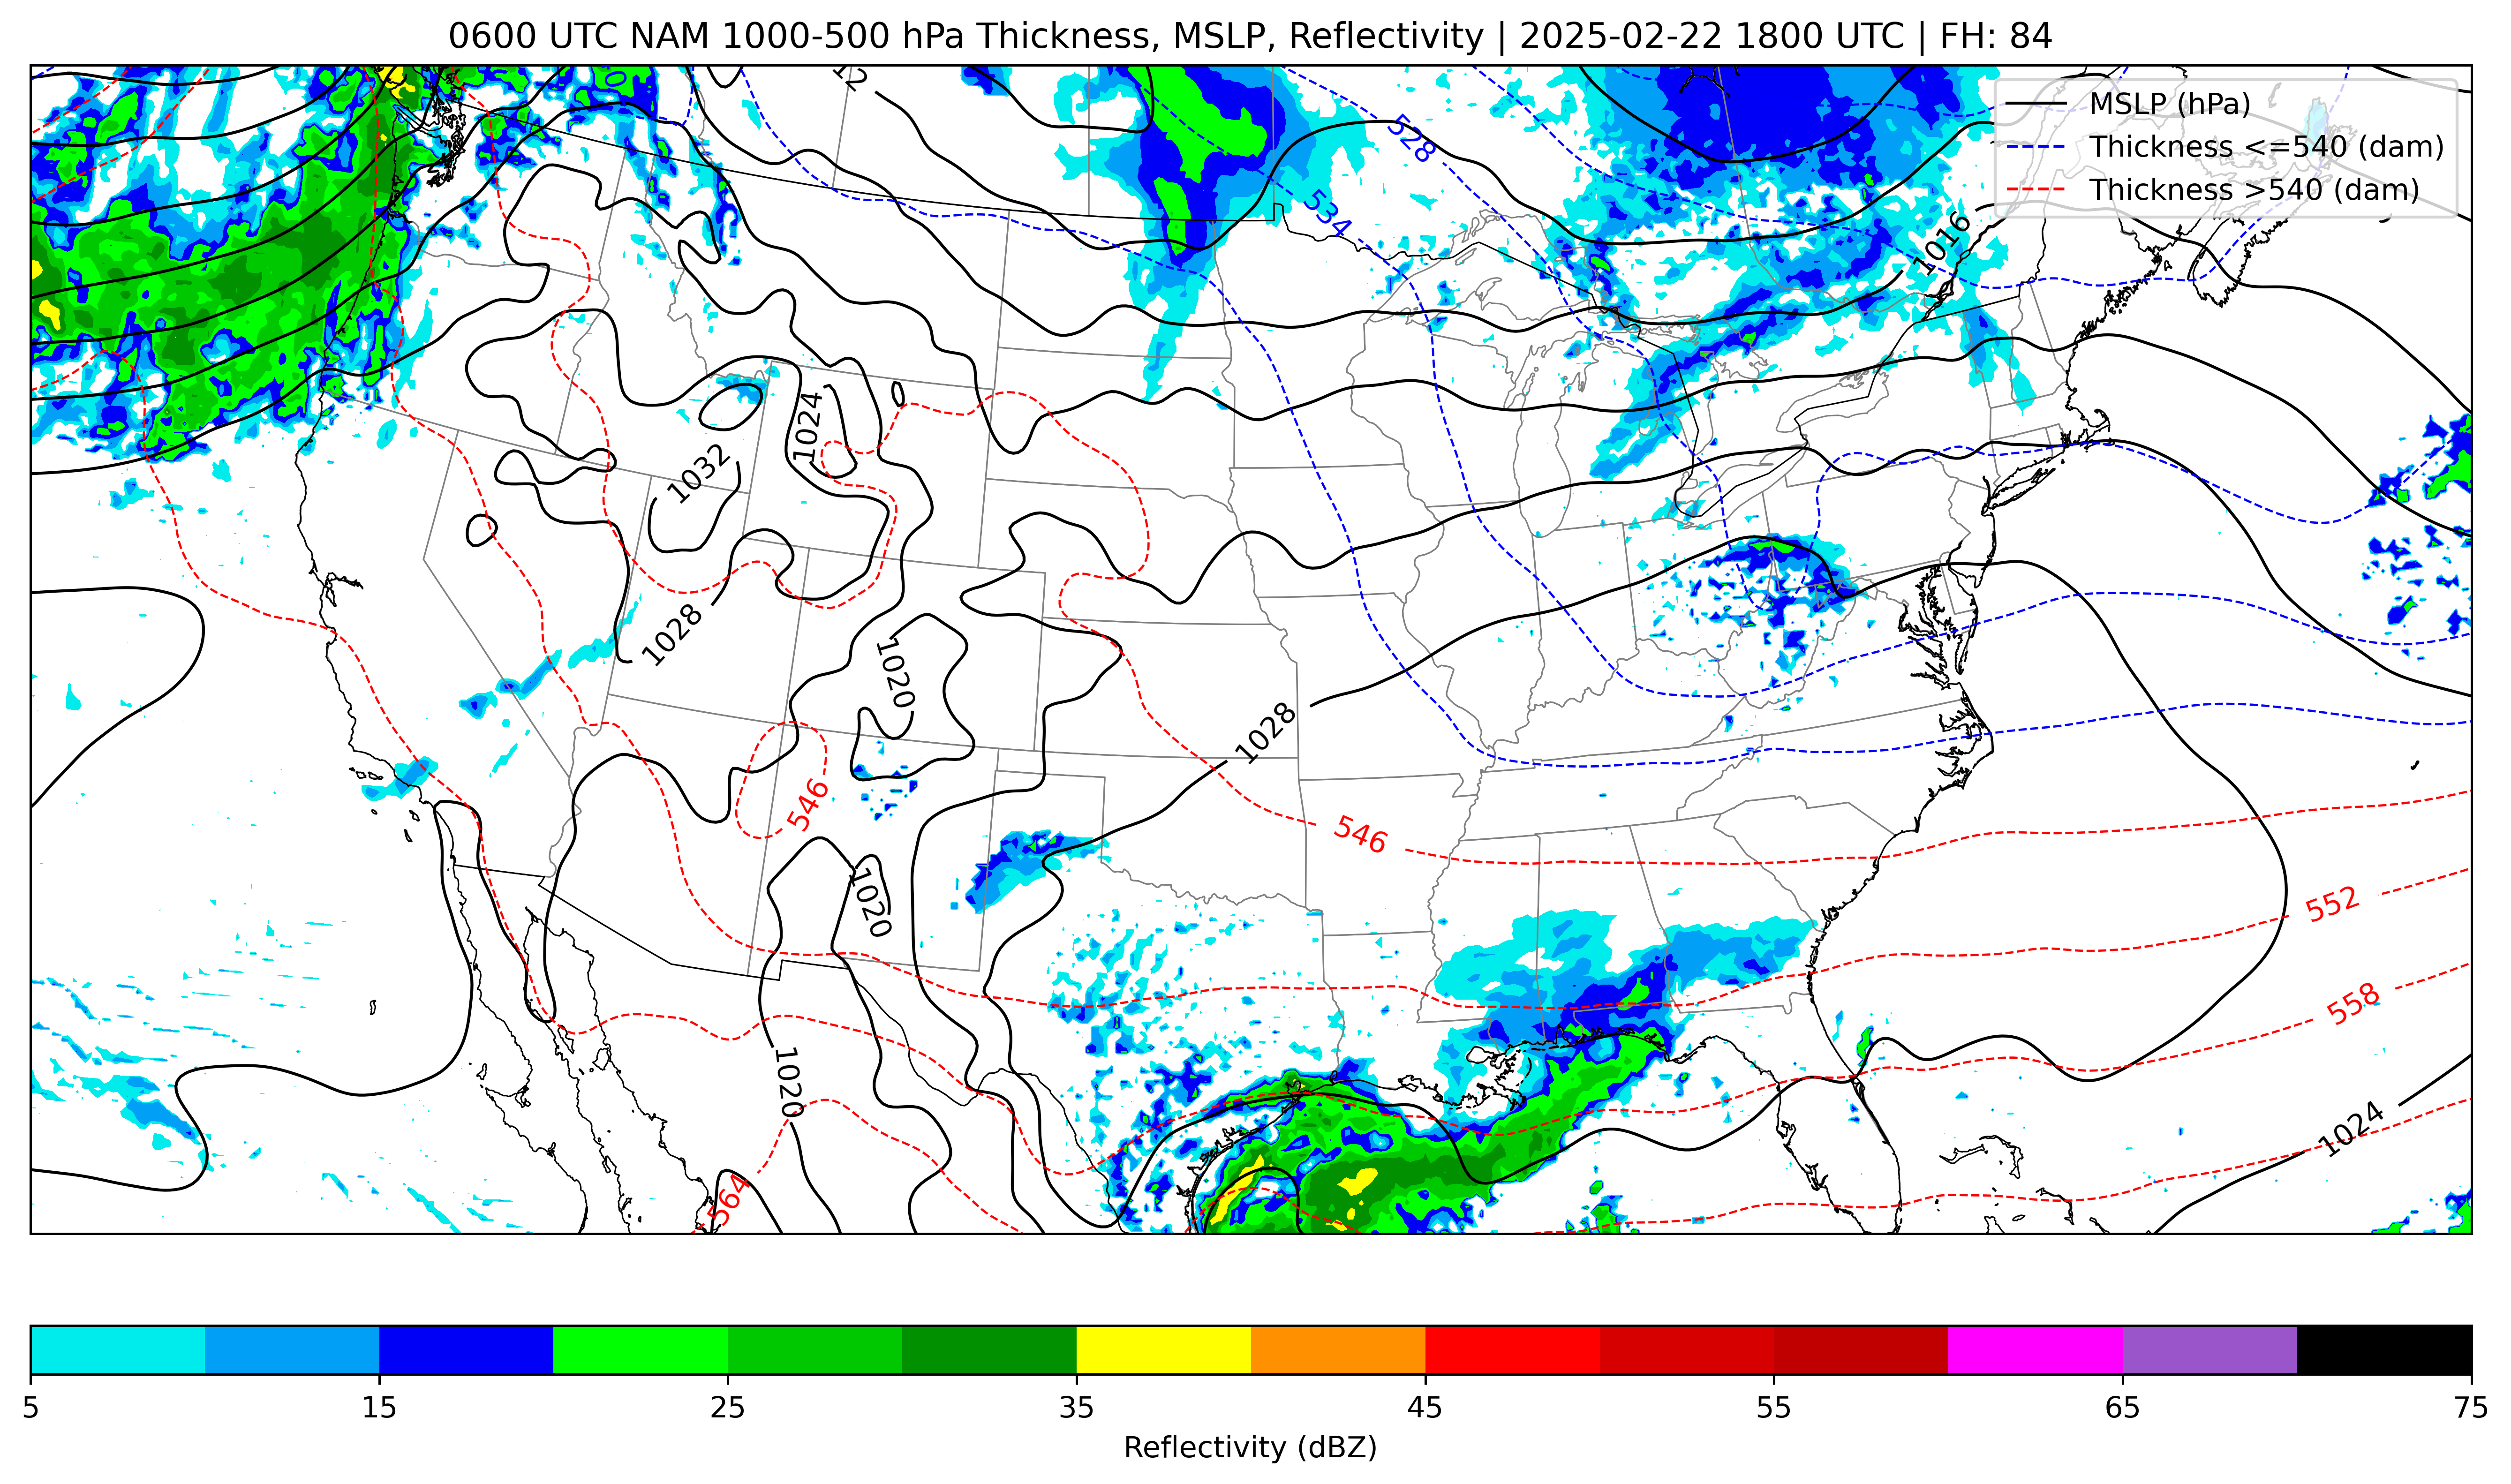 0600 UTC NAM 1000-500 hPa Thickness, MSLP, Reflectivity | 2025-02-22 1800 UTC | FH: 84
MSLP (hPa)
Thickness <=540 (dam)
Thickness >540 (dam)
528
534
1016
1024
1032
1028
1020
1028
546
546
552
1020
558
1020
1024
564
5 15 25 35 45 55 65 75
Reflectivity (dBZ)